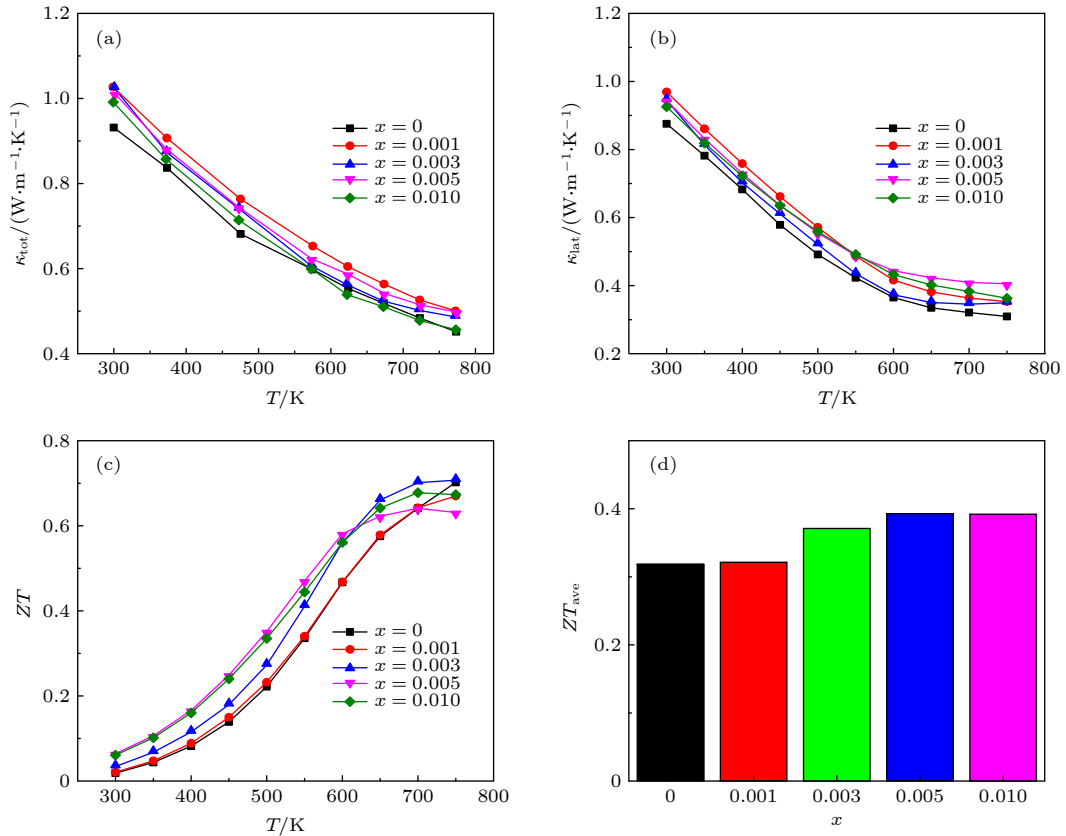 (a)
1.2
1.0
0.8
0.6
0.4
κtot/(W·m⁻¹·K⁻¹)
x = 0
x = 0.001
x = 0.003
x = 0.005
x = 0.010
300 400 500 600 700 800
T/K
(b)
1.2
1.0
0.8
0.6
0.4
0.2
κlat/(W·m⁻¹·K⁻¹)
x = 0
x = 0.001
x = 0.003
x = 0.005
x = 0.010
300 400 500 600 700 800
T/K
(c)
0.8
0.6
0.4
0.2
0
ZT
x = 0
x = 0.001
x = 0.003
x = 0.005
x = 0.010
300 400 500 600 700 800
T/K
(d)
0.4
0.2
0
ZTave
0 0.001 0.003 0.005 0.010
x